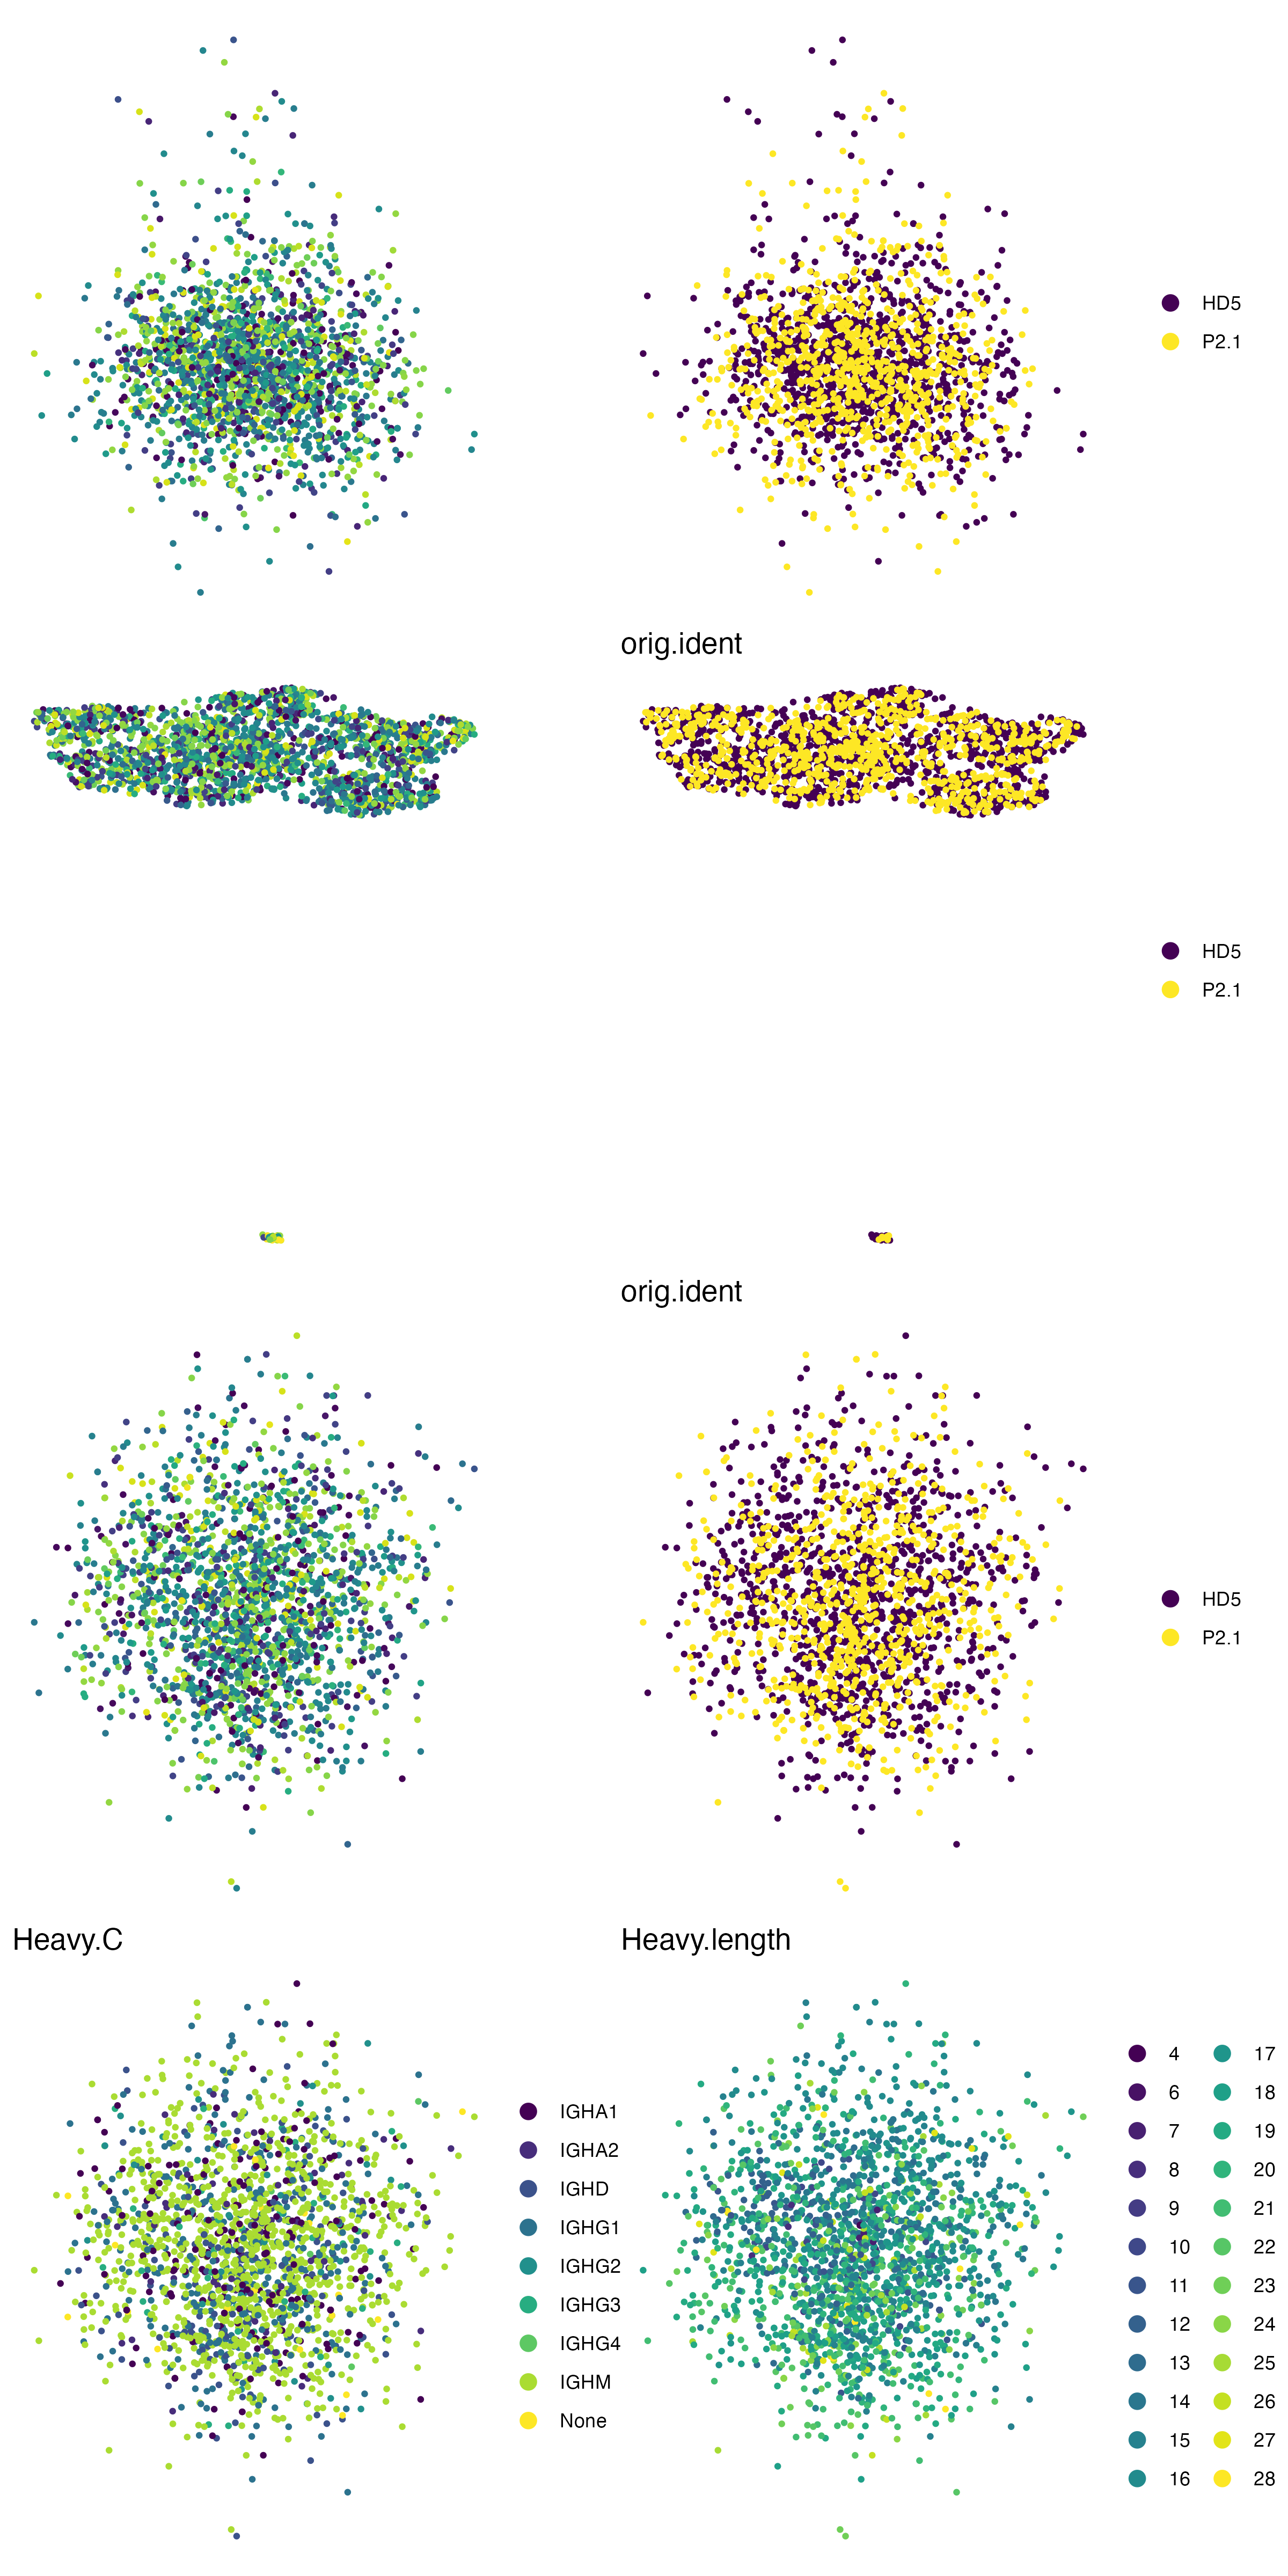 HD5
P2.1
orig.ident
HD5
P2.1
orig.ident
HD5
P2.1
Heavy.C
Heavy.length
IGHA1
IGHA2
IGHD
IGHG1
IGHG2
IGHG3
IGHG4
IGHM
None
4
6
7
8
9
10
11
12
13
14
15
16
17
18
19
20
21
22
23
24
25
26
27
28